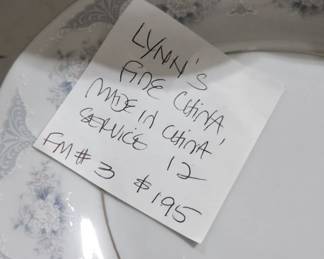 LYNN'S
FINE CHINA
MADE IN CHINA'
SERVICE 12
FM #3 $195